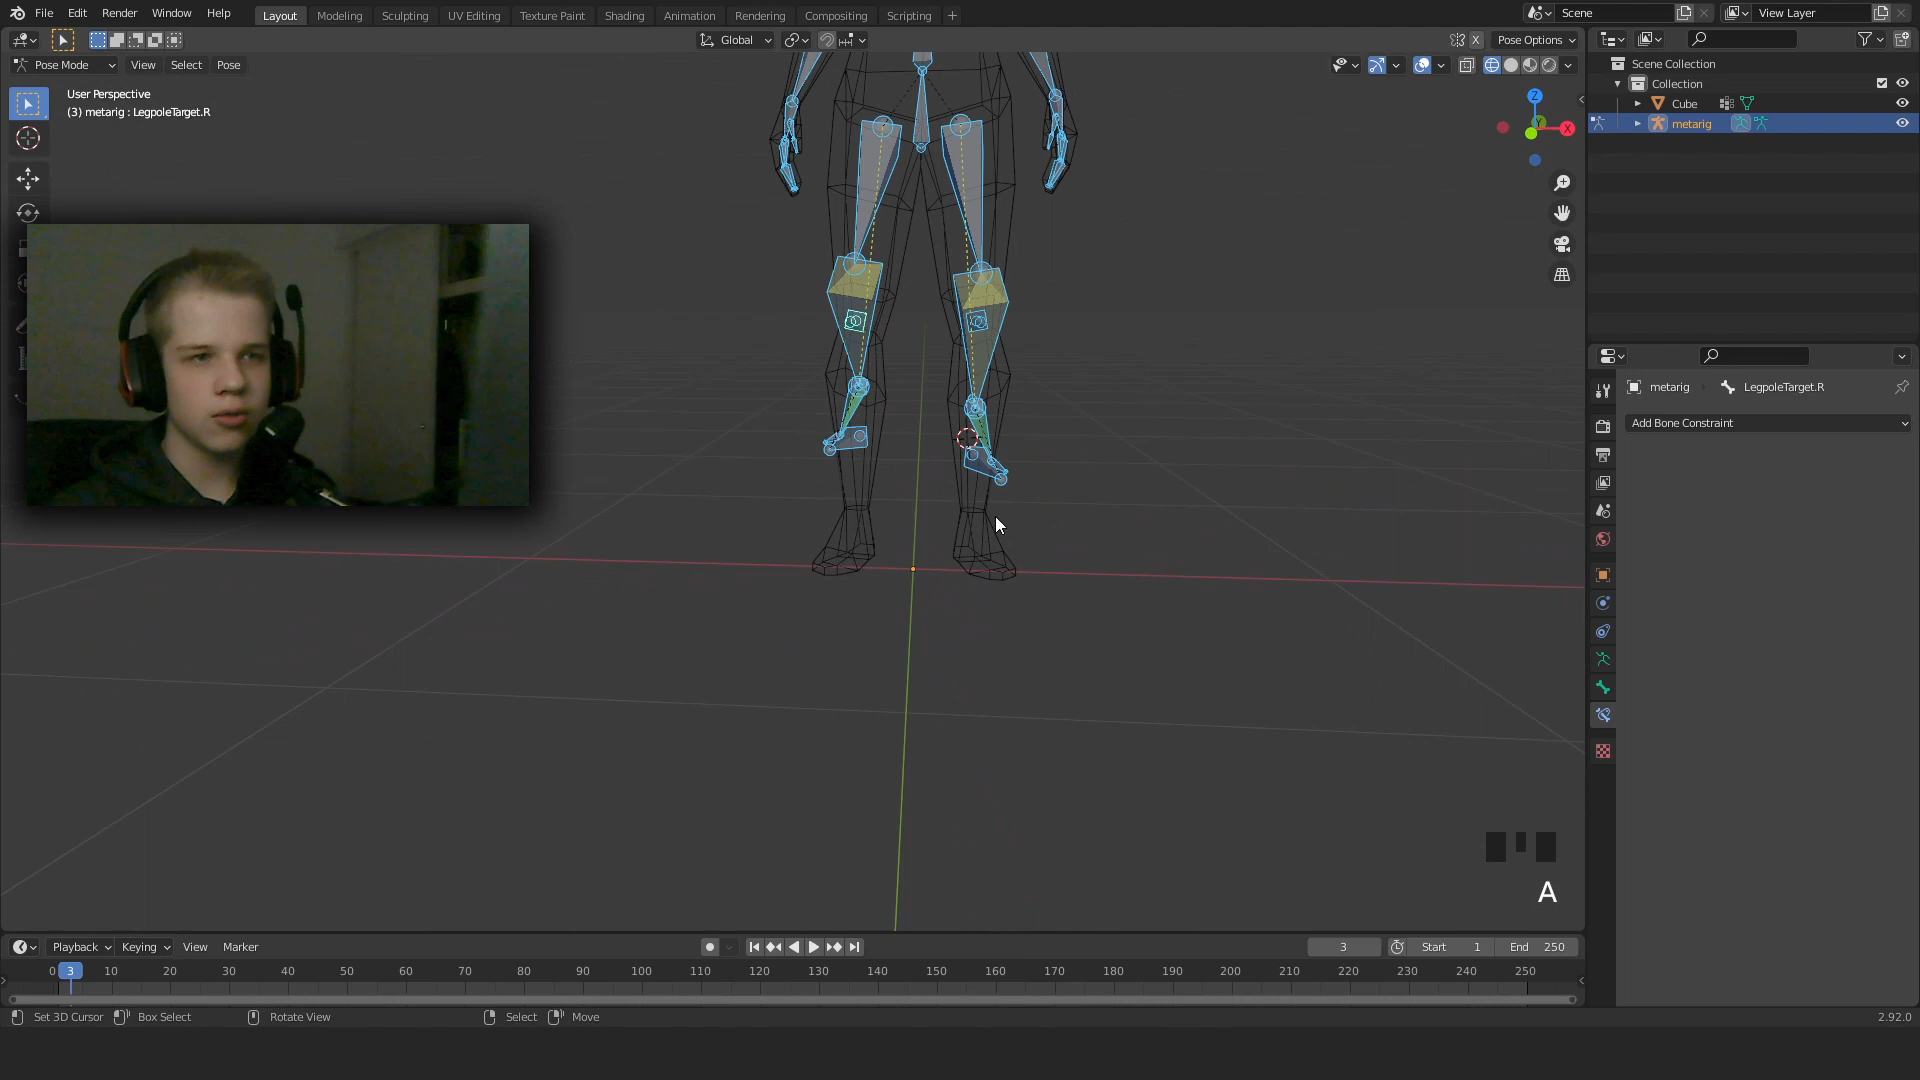 File Edit Render Window Help
Layout Modeling Sculpting UV Editing Texture Paint Shading Animation Rendering Compositing Scripting
Scene
View Layer
Global
Pose Options
Pose Mode View Select Pose
User Perspective
(3) metarig : LegpoleTarget.R
Z
Y
X
X
Scene Collection
Collection
Cube
metarig
metarig LegpoleTarget.R
Add Bone Constraint
A
Playback Keying View Marker
3
Start 1 End 250
0 3 10 20 30 40 50 60 70 80 90 100 110 120 130 140 150 160 170 180 190 200 210 220 230 240 250
Set 3D Cursor Box Select Rotate View Select Move
2.92.0